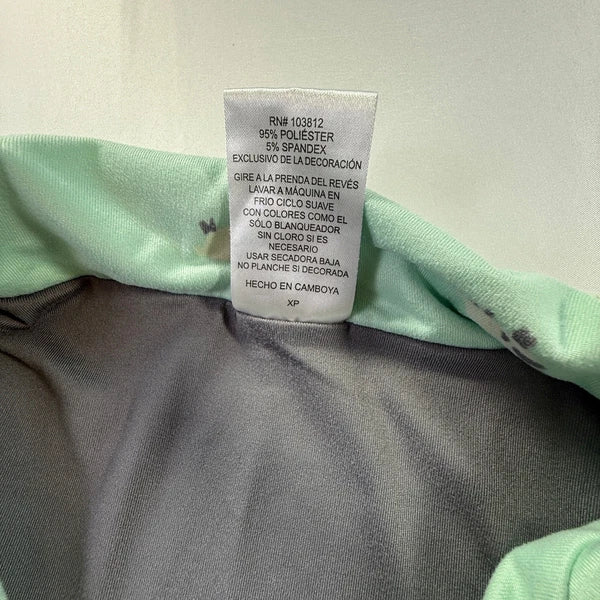 RN# 103812
95% POLIÉSTER
5% SPANDEX
EXCLUSIVO DE LA DECORACIÓN
GIRE A LA PRENDA DEL REVÉS
LAVAR A MÁQUINA EN
FRIO CICLO SUAVE
CON COLORES COMO EL
SÓLO BLANQUEADOR
SIN CLORO SI ES
NECESARIO
USAR SECADORA BAJA
NO PLANCHE SI DECORADA
HECHO EN CAMBOYA
XP